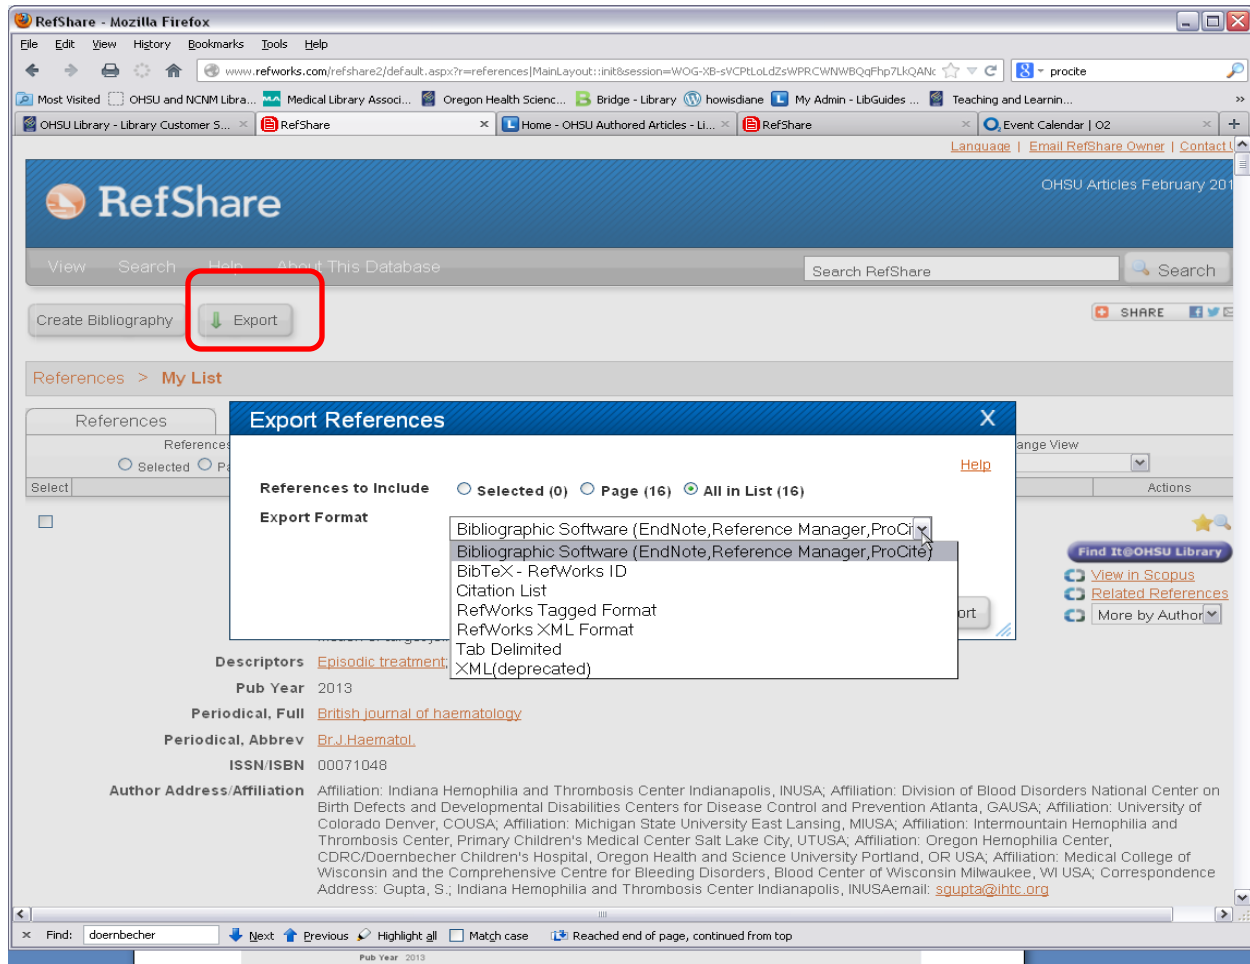 RefShare - Mozilla Firefox
File Edit View History Bookmarks Tools Help
www.refworks.com/refshare2/default.aspx?r=references|MainLayout::init&session=WOG-XB-sVCPtLoLdZsWPRCWNWBQqFhp7LkQANc procite
Most Visited OHSU and NCNM Libra... Medical Library Associ... Oregon Health Scienc... Bridge - Library howisdiane My Admin - LibGuides ... Teaching and Learnin... »
OHSU Library - Library Customer S... RefShare Home - OHSU Authored Articles - Li... RefShare Event Calendar | O2
Language | Email RefShare Owner | Contact
RefShare
OHSU Articles February 201
View Search Help About This Database
Search RefShare Search
Create Bibliography Export
SHARE
References > My List
References
Export References X
References ange View
Selected
Help
References to Include Selected (0) Page (16) All in List (16)
Select Actions
Export Format
Bibliographic Software (EndNote,Reference Manager,ProCit
Bibliographic Software (EndNote,Reference Manager,ProCite)
BibTeX - RefWorks ID
Citation List
RefWorks Tagged Format
RefWorks XML Format
Tab Delimited
XML(deprecated)
ort
Find It@OHSU Library
View in Scopus
Related References
More by Author
Descriptors Episodic treatment;
Pub Year 2013
Periodical, Full British journal of haematology
Periodical, Abbrev Br.J.Haematol.
ISSN/ISBN 00071048
Author Address/Affiliation Affiliation: Indiana Hemophilia and Thrombosis Center Indianapolis, INUSA; Affiliation: Division of Blood Disorders National Center on
Birth Defects and Developmental Disabilities Centers for Disease Control and Prevention Atlanta, GAUSA; Affiliation: University of
Colorado Denver, COUSA; Affiliation: Michigan State University East Lansing, MIUSA; Affiliation: Intermountain Hemophilia and
Thrombosis Center, Primary Children's Medical Center Salt Lake City, UTUSA; Affiliation: Oregon Hemophilia Center,
CDRC/Doernbecher Children's Hospital, Oregon Health and Science University Portland, OR USA; Affiliation: Medical College of
Wisconsin and the Comprehensive Centre for Bleeding Disorders, Blood Center of Wisconsin Milwaukee, WI USA; Correspondence
Address: Gupta, S.; Indiana Hemophilia and Thrombosis Center Indianapolis, INUSAemail: sgupta@ihtc.org
Find: doernbecher Next Previous Highlight all Match case Reached end of page, continued from top
Pub Year 2013